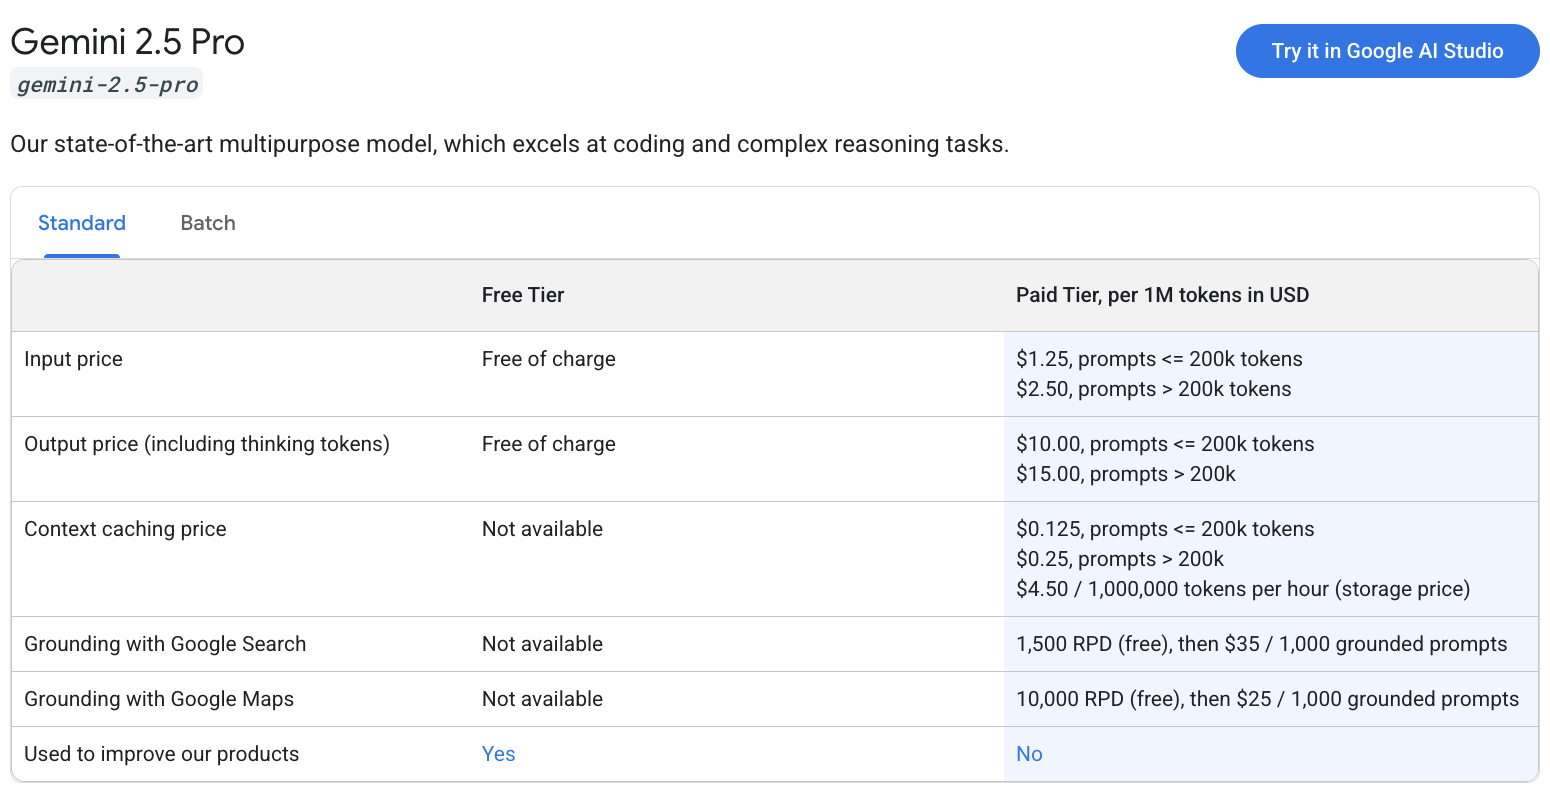 Gemini 2.5 Pro
Try it in Google AI Studio
gemini-2.5-pro
Our state-of-the-art multipurpose model, which excels at coding and complex reasoning tasks.
Standard Batch
Free Tier Paid Tier, per 1M tokens in USD
Input price Free of charge $1.25, prompts <= 200k tokens
$2.50, prompts > 200k tokens
Output price (including thinking tokens) Free of charge $10.00, prompts <= 200k tokens
$15.00, prompts > 200k
Context caching price Not available $0.125, prompts <= 200k tokens
$0.25, prompts > 200k
$4.50 / 1,000,000 tokens per hour (storage price)
Grounding with Google Search Not available 1,500 RPD (free), then $35 / 1,000 grounded prompts
Grounding with Google Maps Not available 10,000 RPD (free), then $25 / 1,000 grounded prompts
Used to improve our products Yes No